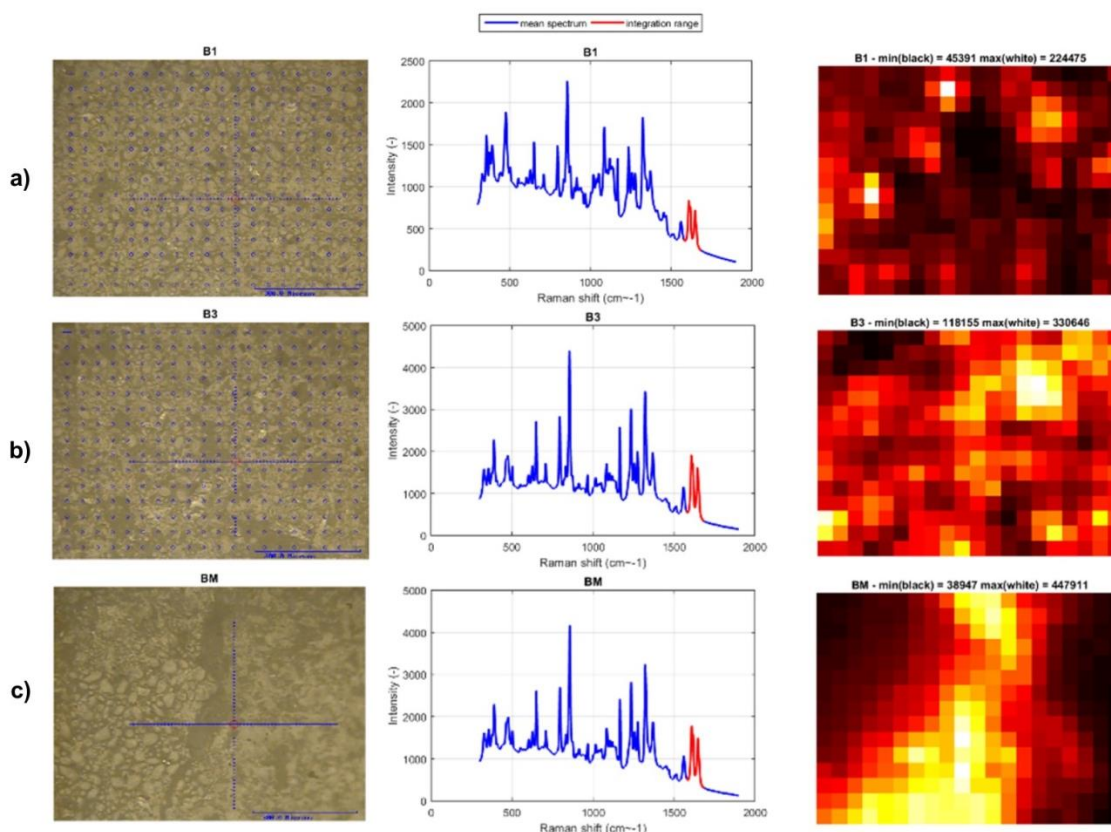 mean spectrum integration range
a)
B1
B1
2500
2000
1500
1000
500
0
Intensity (-)
0 500 1000 1500 2000
Raman shift (cm~-1)
B1 - min(black) = 45391 max(white) = 224475
b)
B3
B3
5000
4000
3000
2000
1000
0
Intensity (-)
0 500 1000 1500 2000
Raman shift (cm~-1)
B3 - min(black) = 118155 max(white) = 330646
c)
BM
BM
5000
4000
3000
2000
1000
0
Intensity (-)
0 500 1000 1500 2000
Raman shift (cm~-1)
BM - min(black) = 38947 max(white) = 447911